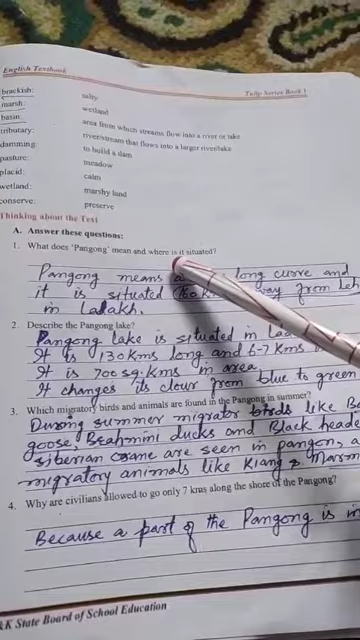 English Textbook
Tulip Series Book 1
brackish: salty
marsh: wetland
basin: area from which streams flow into a river or lake
tributary: river/stream that flows into a larger river/lake
damming: to build a dam
pasture: meadow
placid: calm
wetland: marshy land
conserve: preserve
Thinking about the Text
A. Answer these questions:
1. What does 'Pangong' mean and where is it situated?
Pangong means a long curve and
it is situated 160 K away from Leh
in Ladakh.
2. Describe the Pangong lake?
Pangong Lake is situated in
It is 130 Kms long and 6-7 Kms
It is 700 sq. Kms in area.
It changes its clour from blue to green
3. Which migratory birds and animals are found in the Pangong in summer?
During summer migrator birds like
goose, Brahmini ducks and Black heade
siberian crane are seen in pangon, a
migratory animals like Kiang, Marm
4. Why are civilians allowed to go only 7 kms along the shore of the Pangong?
Because a part of the Pangong is in
&K State Board of School Education